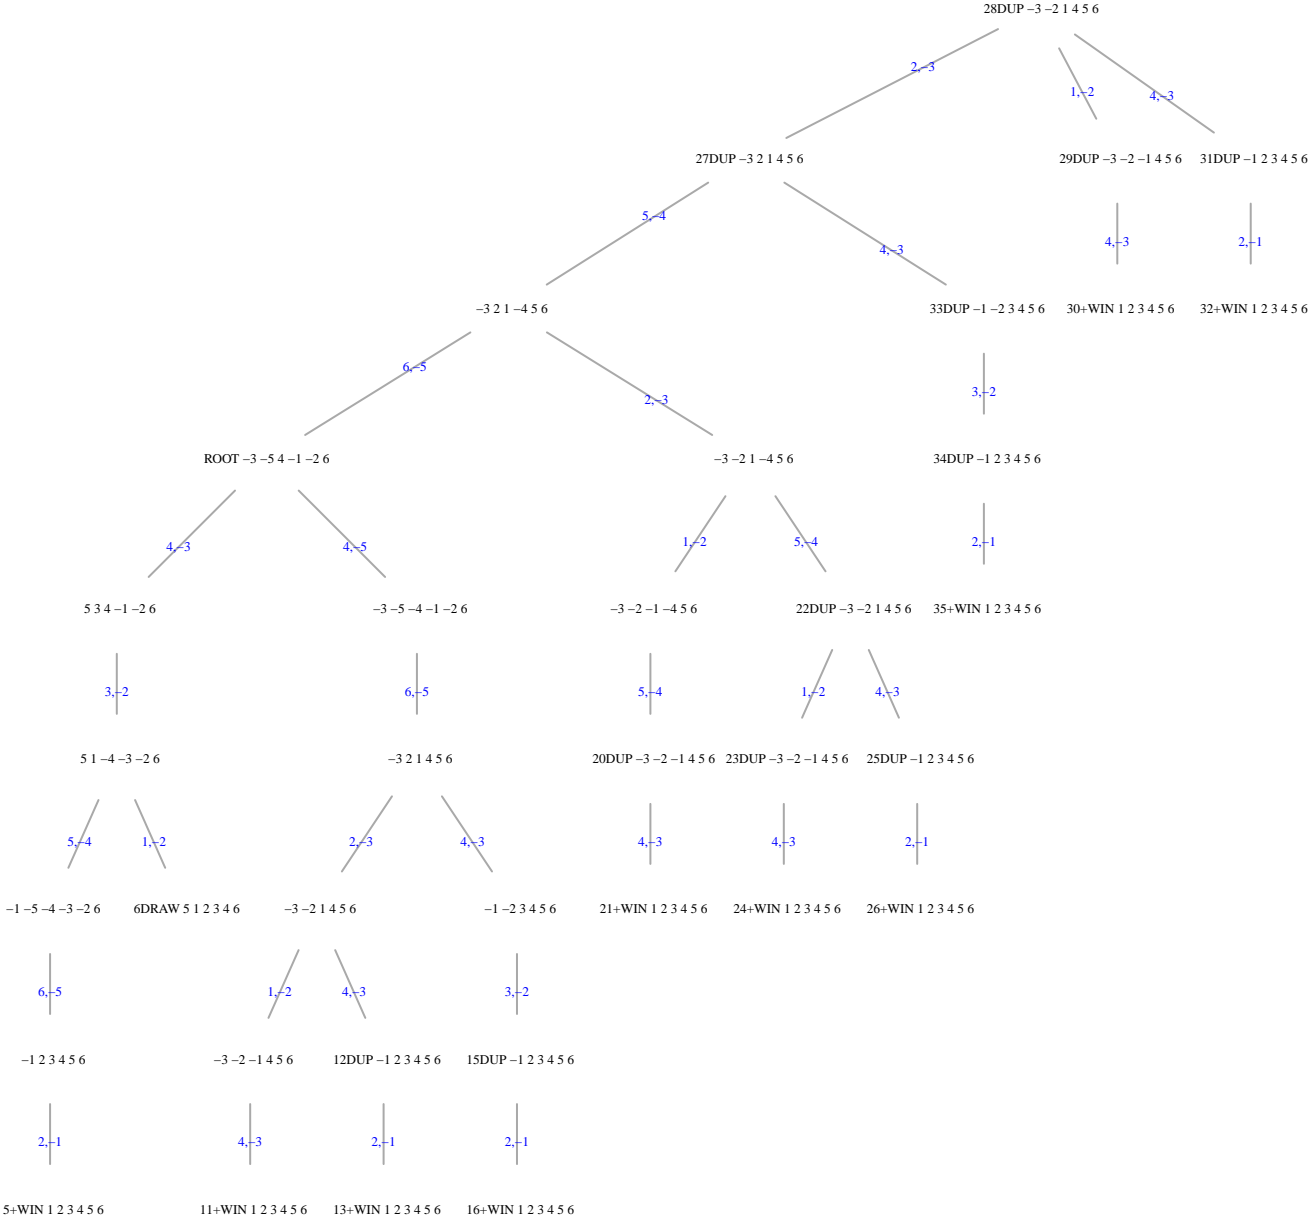 28DUP −3 −2 1 4 5 6
2,−3
1,−2
4,−3
27DUP −3 2 1 4 5 6
29DUP −3 −2 −1 4 5 6
31DUP −1 2 3 4 5 6
5,−4
4,−3
4,−3
2,−1
−3 2 1 −4 5 6
33DUP −1 −2 3 4 5 6
30+WIN 1 2 3 4 5 6
32+WIN 1 2 3 4 5 6
6,−5
2,−3
3,−2
ROOT −3 −5 4 −1 −2 6
−3 −2 1 −4 5 6
34DUP −1 2 3 4 5 6
4,−3
4,−5
1,−2
5,−4
2,−1
5 3 4 −1 −2 6
−3 −5 −4 −1 −2 6
−3 −2 −1 −4 5 6
22DUP −3 −2 1 4 5 6
35+WIN 1 2 3 4 5 6
3,−2
6,−5
5,−4
1,−2
4,−3
5 1 −4 −3 −2 6
−3 2 1 4 5 6
20DUP −3 −2 −1 4 5 6
23DUP −3 −2 −1 4 5 6
25DUP −1 2 3 4 5 6
5,−4
1,−2
2,−3
4,−3
4,−3
4,−3
2,−1
−1 −5 −4 −3 −2 6
6DRAW 5 1 2 3 4 6
−3 −2 1 4 5 6
−1 −2 3 4 5 6
21+WIN 1 2 3 4 5 6
24+WIN 1 2 3 4 5 6
26+WIN 1 2 3 4 5 6
6,−5
1,−2
4,−3
3,−2
−1 2 3 4 5 6
−3 −2 −1 4 5 6
12DUP −1 2 3 4 5 6
15DUP −1 2 3 4 5 6
2,−1
4,−3
2,−1
2,−1
5+WIN 1 2 3 4 5 6
11+WIN 1 2 3 4 5 6
13+WIN 1 2 3 4 5 6
16+WIN 1 2 3 4 5 6